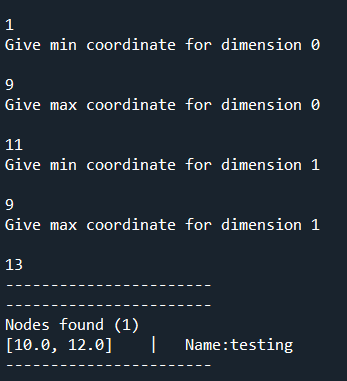 1
Give min coordinate for dimension 0
9
Give max coordinate for dimension 0
11
Give min coordinate for dimension 1
9
Give max coordinate for dimension 1
13
-----------------------
-----------------------
Nodes found (1)
[10.0, 12.0]    |   Name:testing
-----------------------